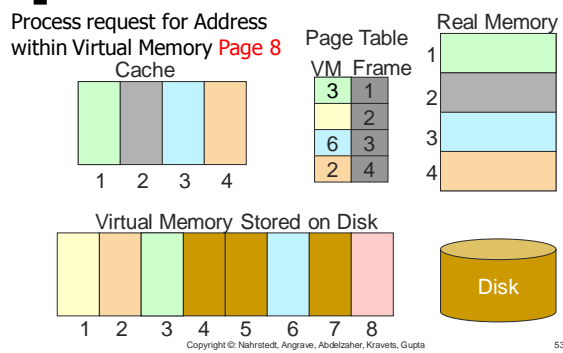 Process request for Address
within Virtual Memory Page 8
Cache
1 2 3 4
Page Table
VM Frame
3 1
2
6 3
2 4
Real Memory
1
2
3
4
Virtual Memory Stored on Disk
1 2 3 4 5 6 7 8
Disk
Copyright ©: Nahrstedt, Angrave, Abdelzaher, Kravets, Gupta
53